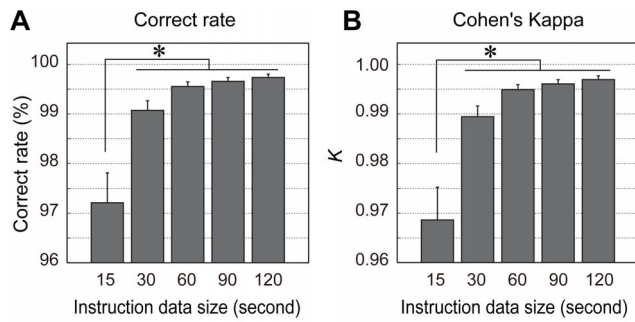 A Correct rate
*
Correct rate (%)
100
99
98
97
96
15 30 60 90 120
Instruction data size (second)
B Cohen's Kappa
*
K
1.00
0.99
0.98
0.97
0.96
15 30 60 90 120
Instruction data size (second)